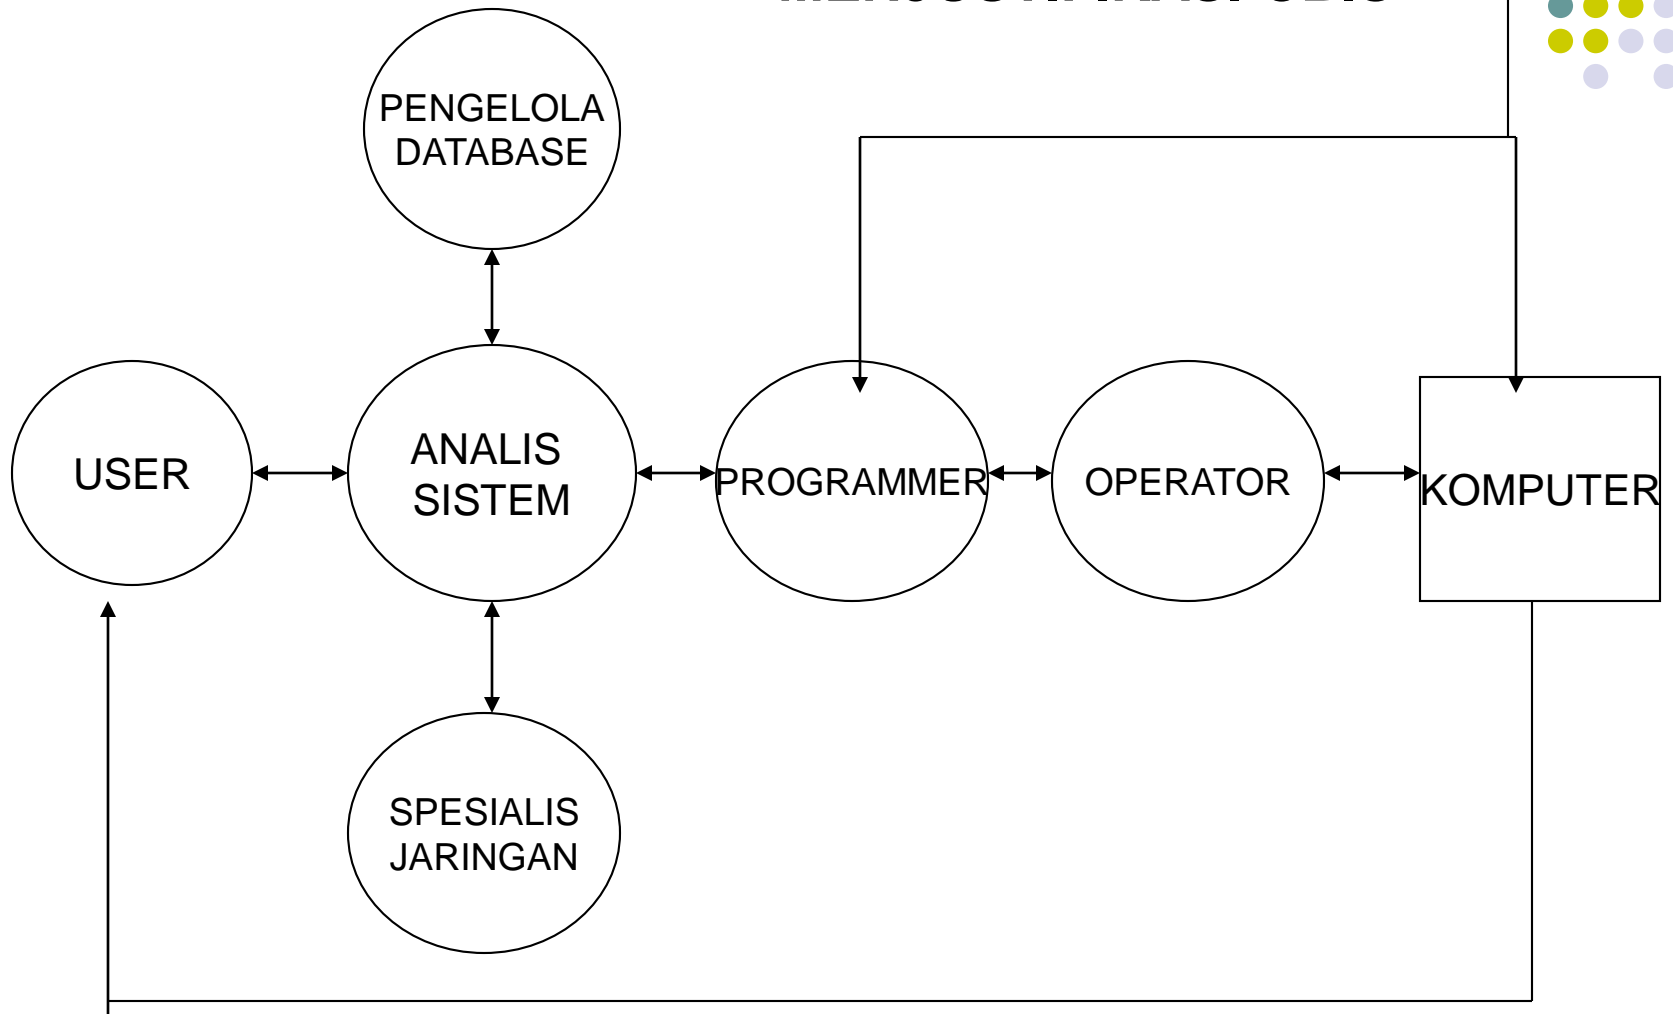 PENGELOLA
DATABASE
USER
ANALIS
SISTEM
PROGRAMMER
OPERATOR
KOMPUTER
SPESIALIS
JARINGAN